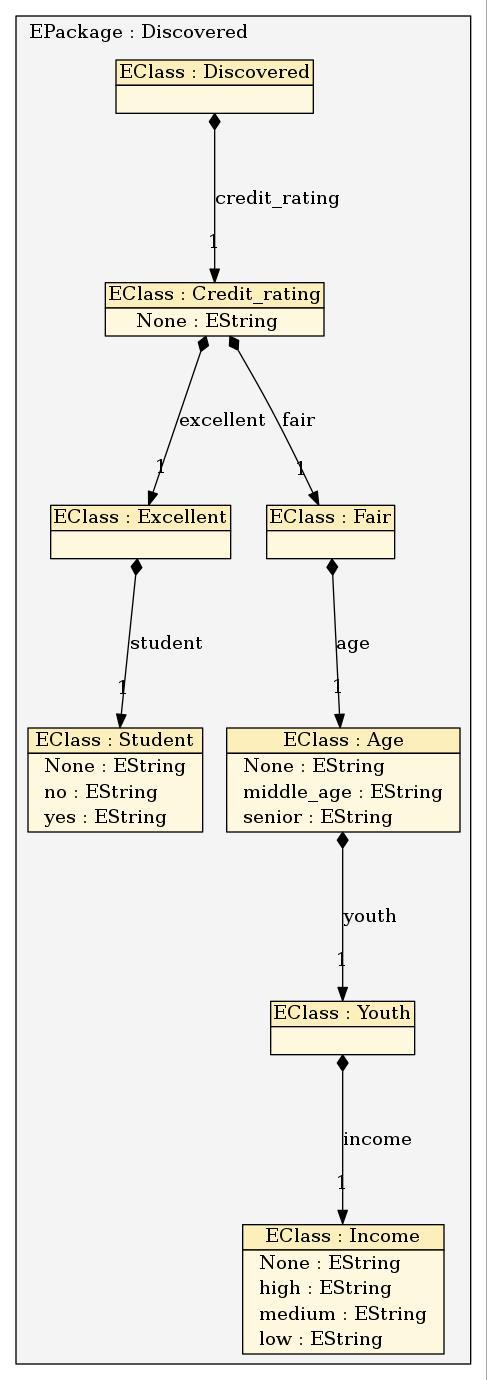 EPackage : Discovered
EClass : Discovered
credit_rating
1
EClass : Credit_rating
None : EString
excellent
fair
1
1
EClass : Excellent
EClass : Fair
student
age
1
1
EClass : Student
None : EString
no : EString
yes : EString
EClass : Age
None : EString
middle_age : EString
senior : EString
youth
1
EClass : Youth
income
1
EClass : Income
None : EString
high : EString
medium : EString
low : EString